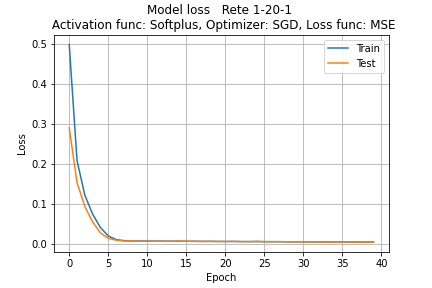 Model loss   Rete 1-20-1
Activation func: Softplus, Optimizer: SGD, Loss func: MSE
Train
Test
Loss
0.5
0.4
0.3
0.2
0.1
0.0
0 5 10 15 20 25 30 35 40
Epoch